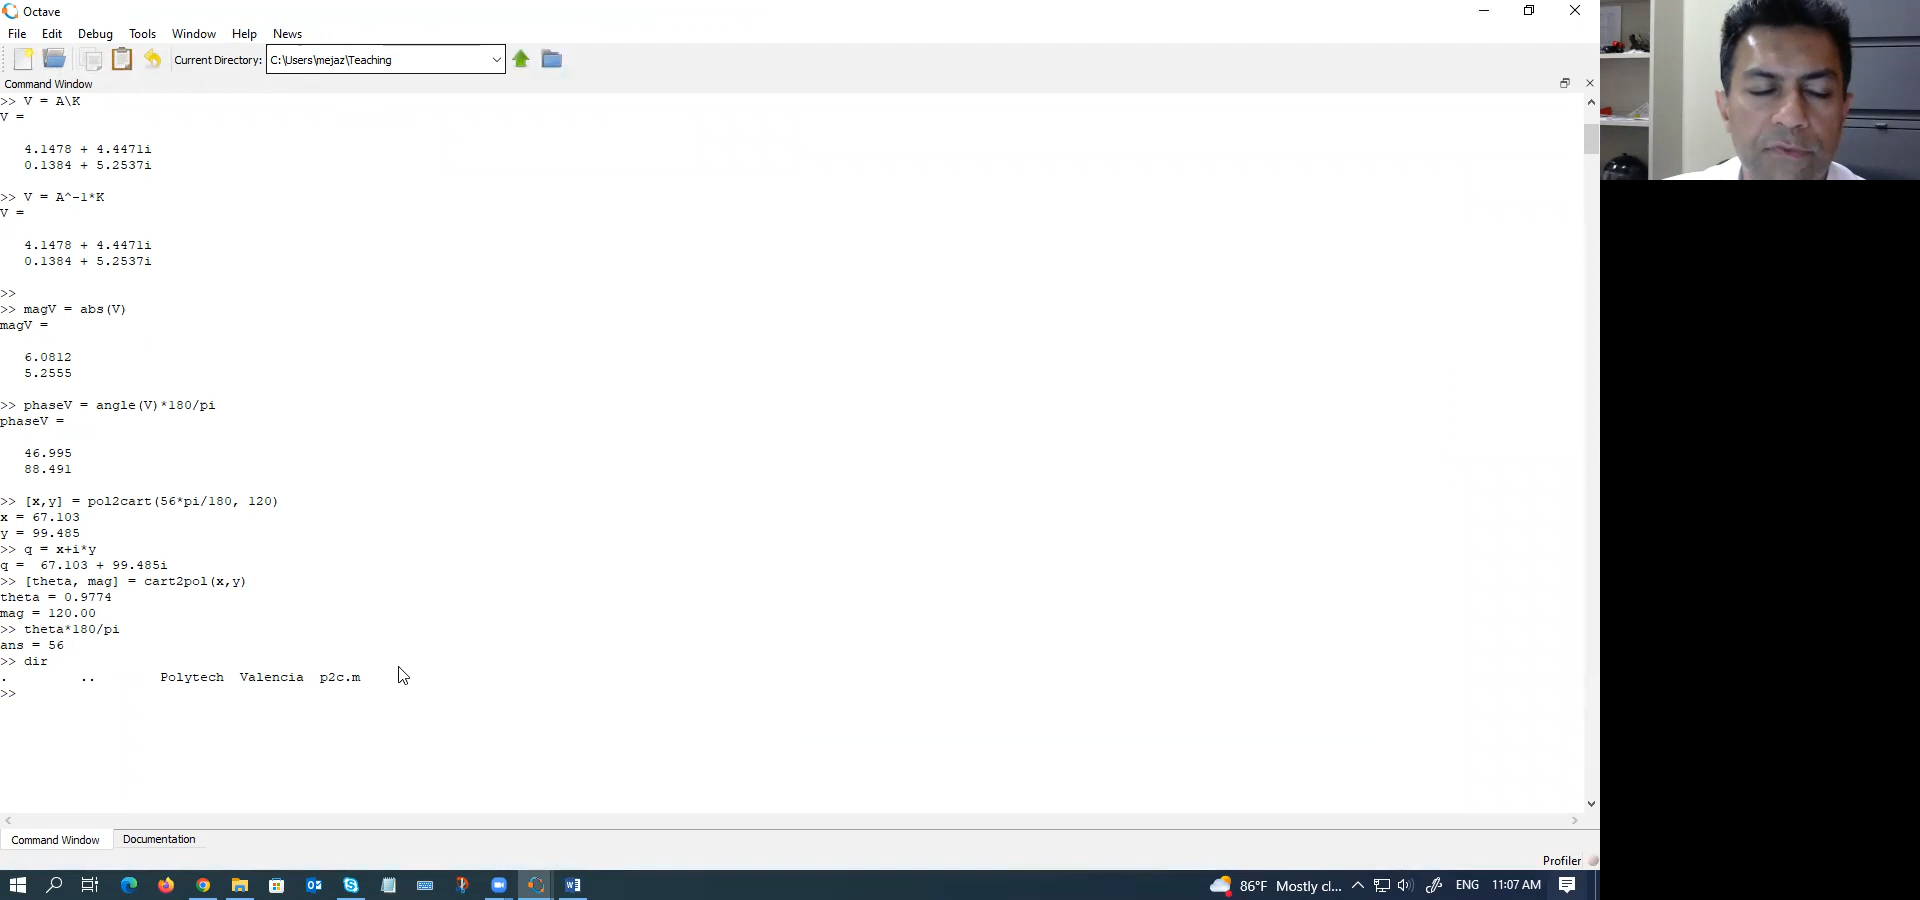 Octave
File Edit Debug Tools Window Help News
Current Directory: C:\Users\mejaz\Teaching
Command Window
>> V = A\K
V =
4.1478 + 4.4471i
0.1384 + 5.2537i
>> V = A^-1*K
V =
4.1478 + 4.4471i
0.1384 + 5.2537i
>>
>> magV = abs(V)
magV =
6.0812
5.2555
>> phaseV = angle(V)*180/pi
phaseV =
46.995
88.491
>> [x,y] = pol2cart(56*pi/180, 120)
x = 67.103
y = 99.485
>> q = x+i*y
q = 67.103 + 99.485i
>> [theta, mag] = cart2pol(x,y)
theta = 0.9774
mag = 120.00
>> theta*180/pi
ans = 56
>> dir
. .. Polytech Valencia p2c.m
>>
Command Window Documentation
Profiler
86°F Mostly cl... ENG 11:07 AM